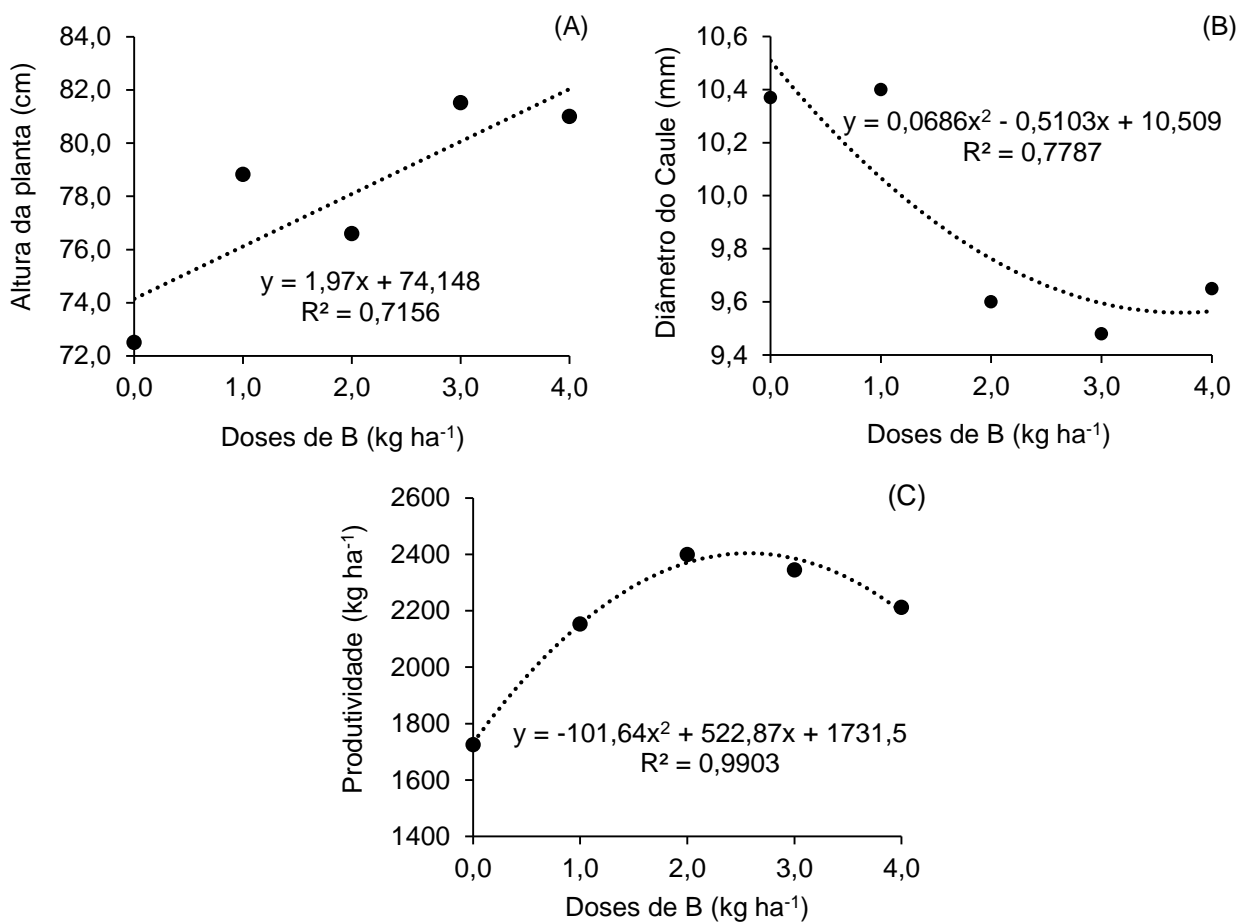 (A)
Altura da planta (cm)
84,0
82,0
80,0
78,0
76,0
74,0
72,0
y = 1,97x + 74,148
R² = 0,7156
0,0 1,0 2,0 3,0 4,0
Doses de B (kg ha⁻¹)
(B)
Diâmetro do Caule (mm)
10,6
10,4
10,2
10,0
9,8
9,6
9,4
y = 0,0686x² - 0,5103x + 10,509
R² = 0,7787
0,0 1,0 2,0 3,0 4,0
Doses de B (kg ha⁻¹)
(C)
Produtividade (kg ha⁻¹)
2600
2400
2200
2000
1800
1600
1400
y = -101,64x² + 522,87x + 1731,5
R² = 0,9903
0,0 1,0 2,0 3,0 4,0
Doses de B (kg ha⁻¹)